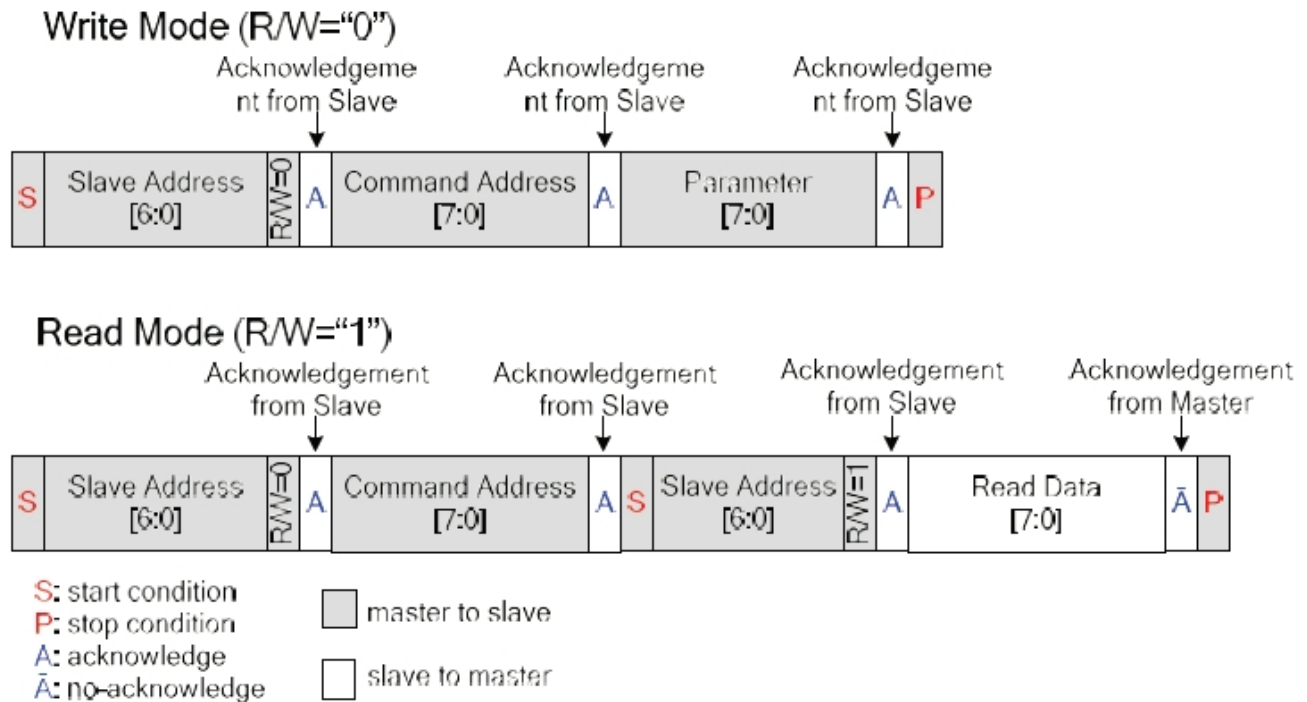 Write Mode (R/W=“0”)
Acknowledgeme
nt from Slave
Acknowledgeme
nt from Slave
Acknowledgeme
nt from Slave
S
Slave Address
[6:0]
R/W=0
A
Command Address
[7:0]
A
Parameter
[7:0]
A
P
Read Mode (R/W=“1”)
Acknowledgement
from Slave
Acknowledgement
from Slave
Acknowledgement
from Slave
Acknowledgement
from Master
S
Slave Address
[6:0]
R/W=0
A
Command Address
[7:0]
A
S
Slave Address
[6:0]
R/W=1
A
Read Data
[7:0]
Ā
P
S: start condition
P: stop condition
A: acknowledge
Ā: no-acknowledge
master to slave
slave to master